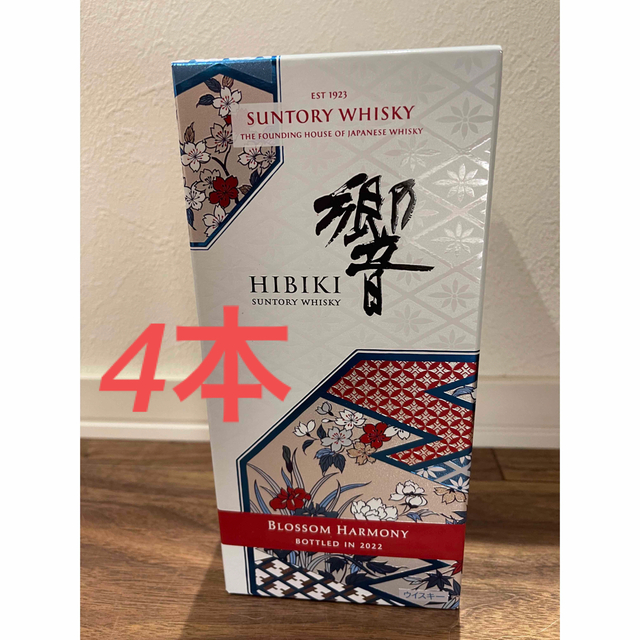 EST 1923
SUNTORY WHISKY
THE FOUNDING HOUSE OF JAPANESE WHISKY
響
HIBIKI
SUNTORY WHISKY
4本
BLOSSOM HARMONY
BOTTLED IN 2022
ウイスキー